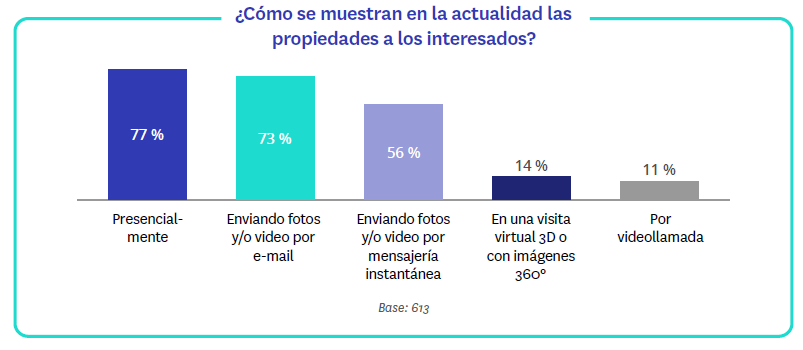 ¿Cómo se muestran en la actualidad las
propiedades a los interesados?
77 %
73 %
56 %
14 %
11 %
Presencial-
mente
Enviando fotos
y/o video por
e-mail
Enviando fotos
y/o video por
mensajería
instantánea
En una visita
virtual 3D o
con imágenes
360°
Por
videollamada
Base: 613